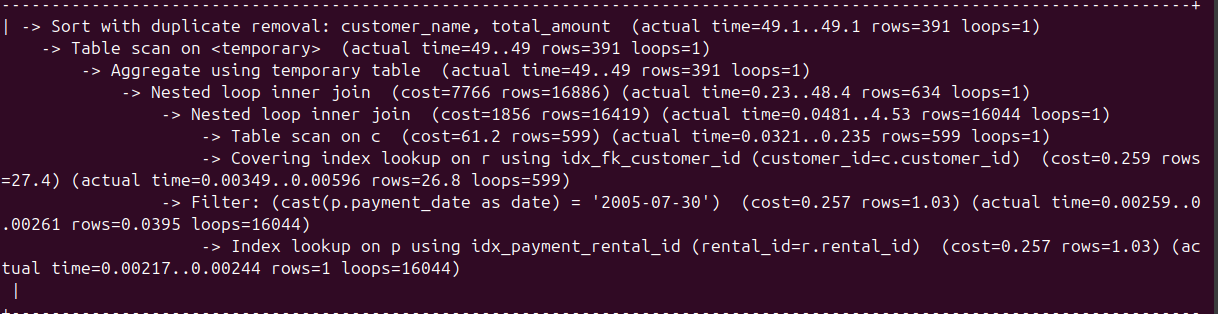 -----------------------------------------------------------------------------------------------------------------------+
| -> Sort with duplicate removal: customer_name, total_amount  (actual time=49.1..49.1 rows=391 loops=1)
    -> Table scan on <temporary>  (actual time=49..49 rows=391 loops=1)
        -> Aggregate using temporary table  (actual time=49..49 rows=391 loops=1)
            -> Nested loop inner join  (cost=7766 rows=16886) (actual time=0.23..48.4 rows=634 loops=1)
                -> Nested loop inner join  (cost=1856 rows=16419) (actual time=0.0481..4.53 rows=16044 loops=1)
                    -> Table scan on c  (cost=61.2 rows=599) (actual time=0.0321..0.235 rows=599 loops=1)
                    -> Covering index lookup on r using idx_fk_customer_id (customer_id=c.customer_id)  (cost=0.259 rows
=27.4) (actual time=0.00349..0.00596 rows=26.8 loops=599)
                -> Filter: (cast(p.payment_date as date) = '2005-07-30')  (cost=0.257 rows=1.03) (actual time=0.00259..0
.00261 rows=0.0395 loops=16044)
                    -> Index lookup on p using idx_payment_rental_id (rental_id=r.rental_id)  (cost=0.257 rows=1.03) (ac
tual time=0.00217..0.00244 rows=1 loops=16044)
 |
+-----------------------------------------------------------------------------------------------------------------------